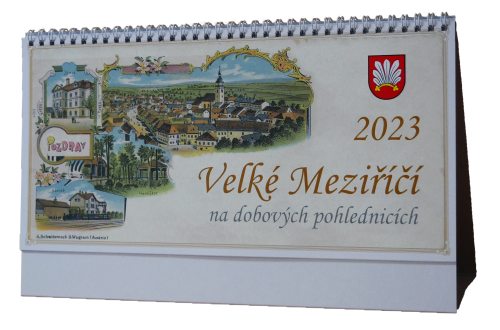 Pozdrav
2023
Velké Meziříčí
na dobových pohlednicích